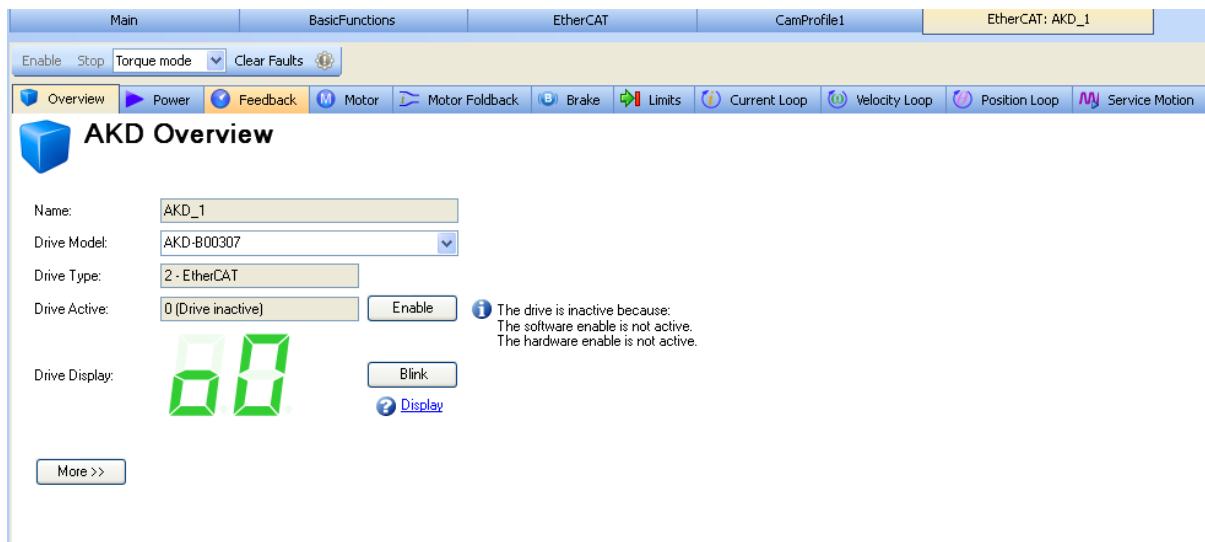 Main BasicFunctions EtherCAT CamProfile1 EtherCAT: AKD_1
Enable Stop Torque mode Clear Faults
Overview Power Feedback Motor Motor Foldback Brake Limits Current Loop Velocity Loop Position Loop Service Motion
AKD Overview
Name: AKD_1
Drive Model: AKD-B00307
Drive Type: 2 - EtherCAT
Drive Active: 0 (Drive inactive) Enable The drive is inactive because:
The software enable is not active.
The hardware enable is not active.
Drive Display: o0 Blink
Display
More >>